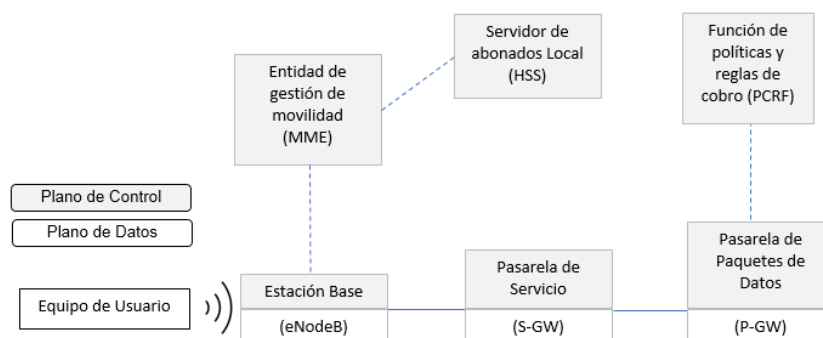 Servidor de
abonados Local
(HSS)
Función de
políticas y
reglas de
cobro (PCRF)
Entidad de
gestión de
movilidad
(MME)
Plano de Control
Plano de Datos
Equipo de Usuario
Estación Base
(eNodeB)
Pasarela de
Servicio
(S-GW)
Pasarela de
Paquetes de
Datos
(P-GW)